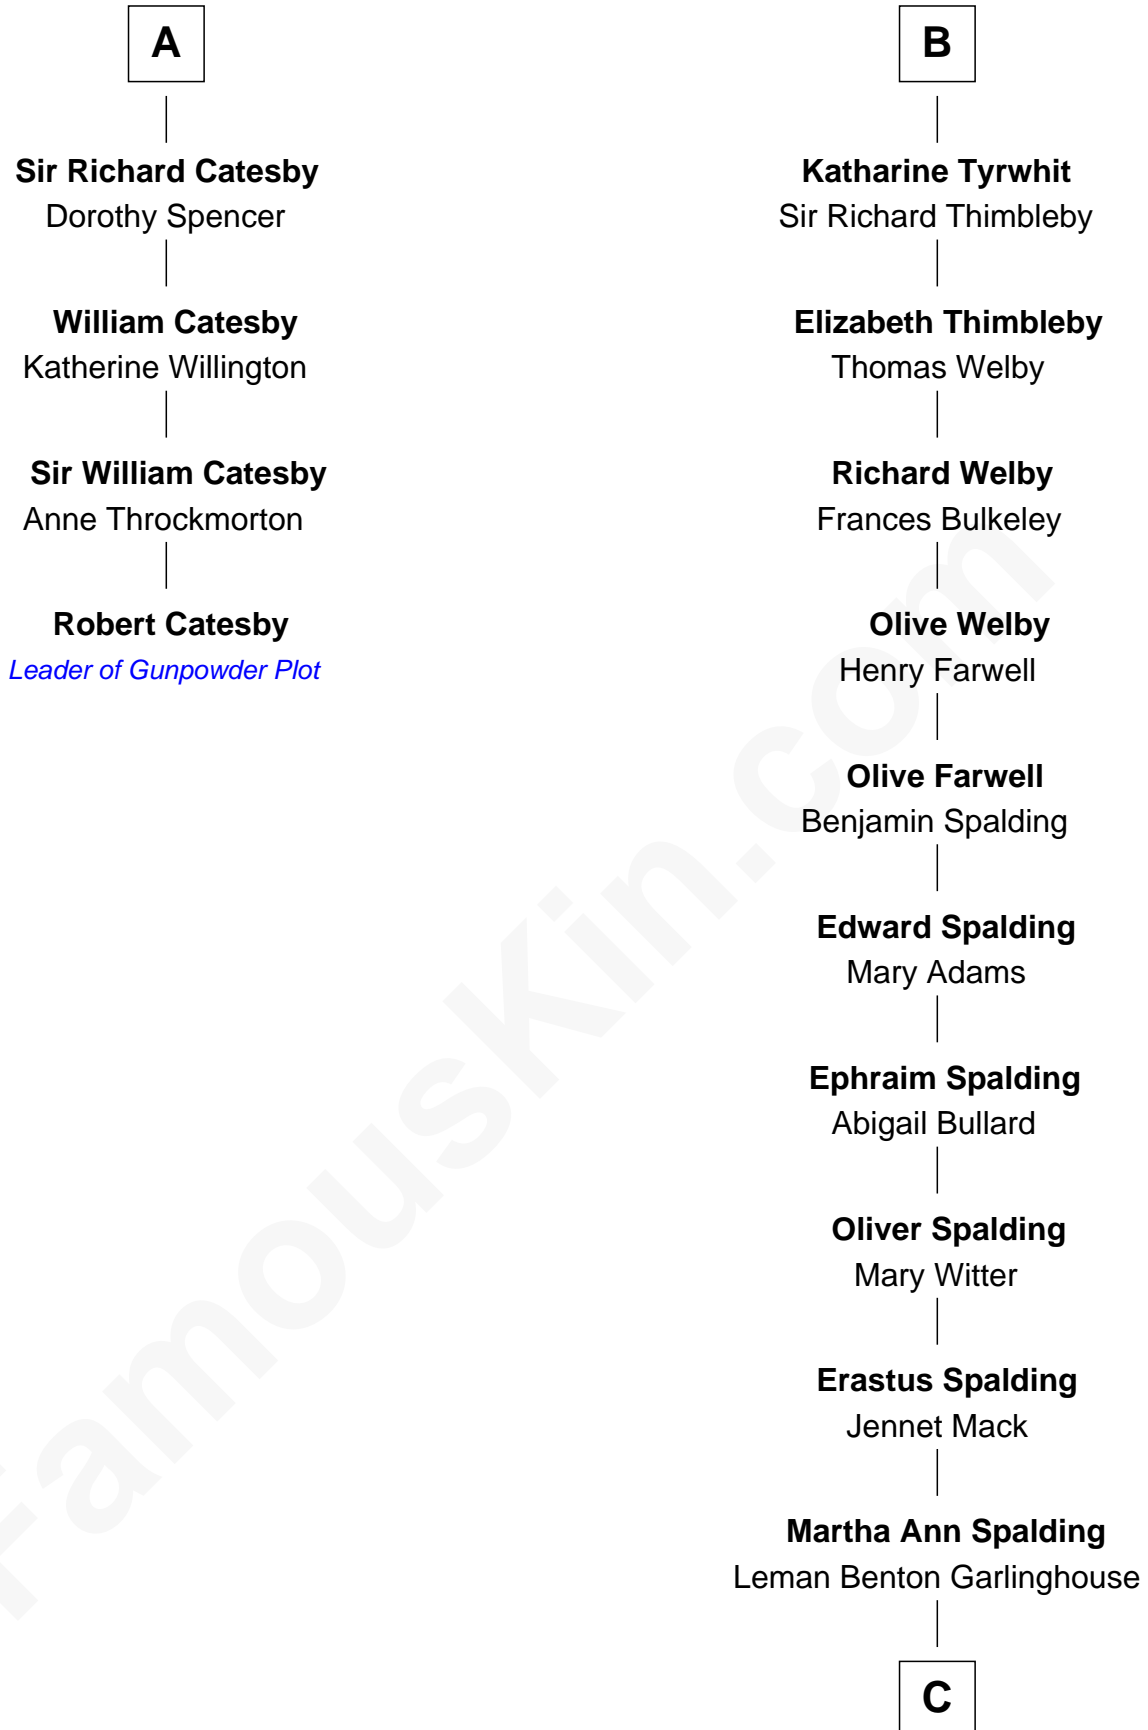 A
Sir Richard Catesby
Dorothy Spencer
William Catesby
Katherine Willington
Sir William Catesby
Anne Throckmorton
Robert Catesby
Leader of Gunpowder Plot
B
Katharine Tyrwhit
Sir Richard Thimbleby
Elizabeth Thimbleby
Thomas Welby
Richard Welby
Frances Bulkeley
Olive Welby
Henry Farwell
Olive Farwell
Benjamin Spalding
Edward Spalding
Mary Adams
Ephraim Spalding
Abigail Bullard
Oliver Spalding
Mary Witter
Erastus Spalding
Jennet Mack
Martha Ann Spalding
Leman Benton Garlinghouse
C
FamousKin.com